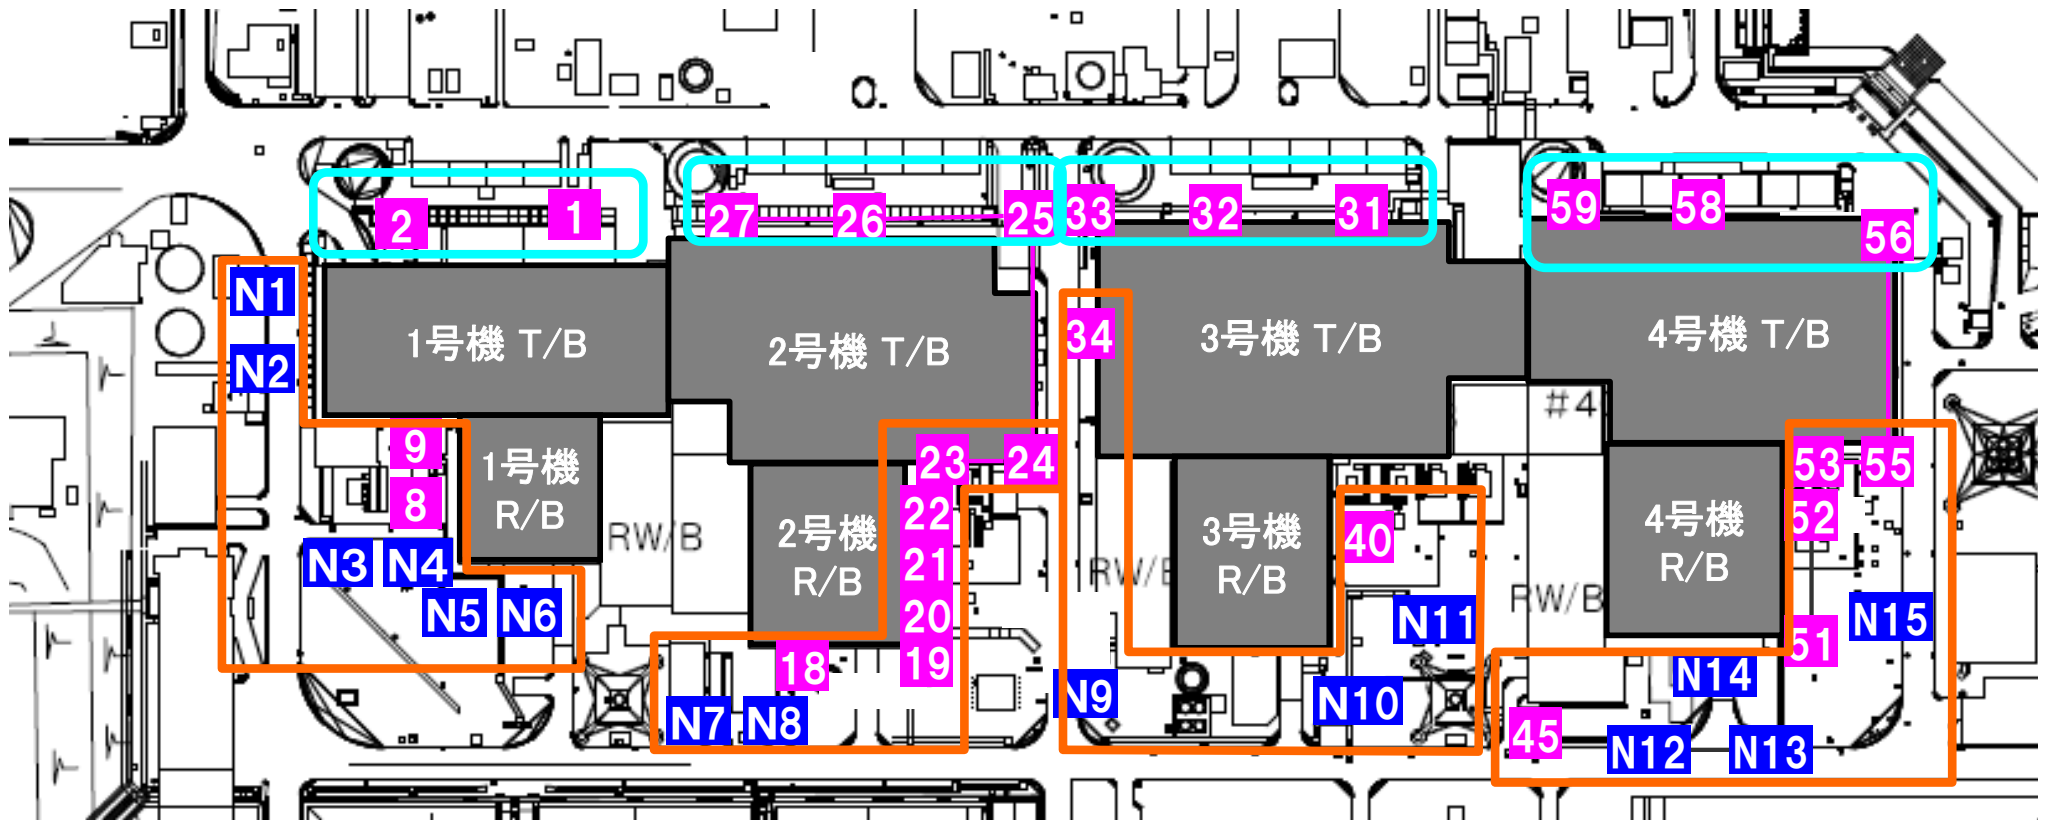 59 58
2 1 27 26 25 33 32 31
56
N1
1号機 T/B 2号機 T/B 34 3号機 T/B 4号機 T/B
N2
#4
9 23 24 53 55
8 1号機
R/B
22 52
N3 N4 RW/B 2号機
R/B
21 RW/B 3号機
R/B
40 4号機
R/B
N5 N6 20 N11 RW/B N15
18 19 51
N7 N8 N9 N10 N14
45 N12 N13